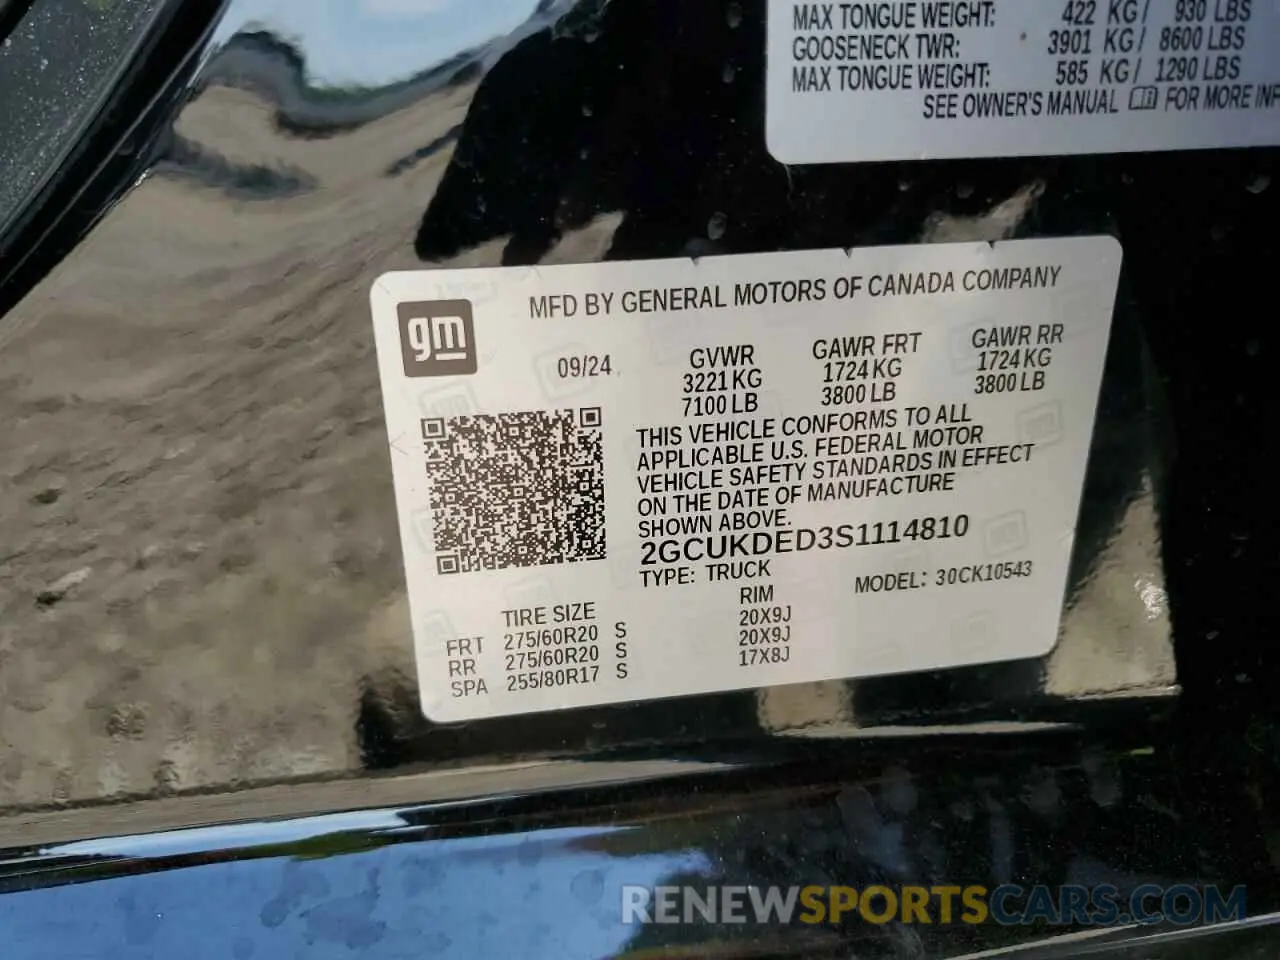 MAX TONGUE WEIGHT: 422 KG/ 930 LBS
GOOSENECK TWR: 3901 KG/ 8600 LBS
MAX TONGUE WEIGHT: 585 KG/ 1290 LBS
SEE OWNER'S MANUAL FOR MORE INF
gm
MFD BY GENERAL MOTORS OF CANADA COMPANY
09/24 GVWR GAWR FRT GAWR RR
3221 KG 1724 KG 1724 KG
7100 LB 3800 LB 3800 LB
THIS VEHICLE CONFORMS TO ALL
APPLICABLE U.S. FEDERAL MOTOR
VEHICLE SAFETY STANDARDS IN EFFECT
ON THE DATE OF MANUFACTURE
SHOWN ABOVE.
2GCUKDED3S1114810
TYPE: TRUCK MODEL: 30CK10543
TIRE SIZE RIM
FRT 275/60R20 S 20X9J
RR 275/60R20 S 20X9J
SPA 255/80R17 S 17X8J
RENEWSPORTSCARS.COM